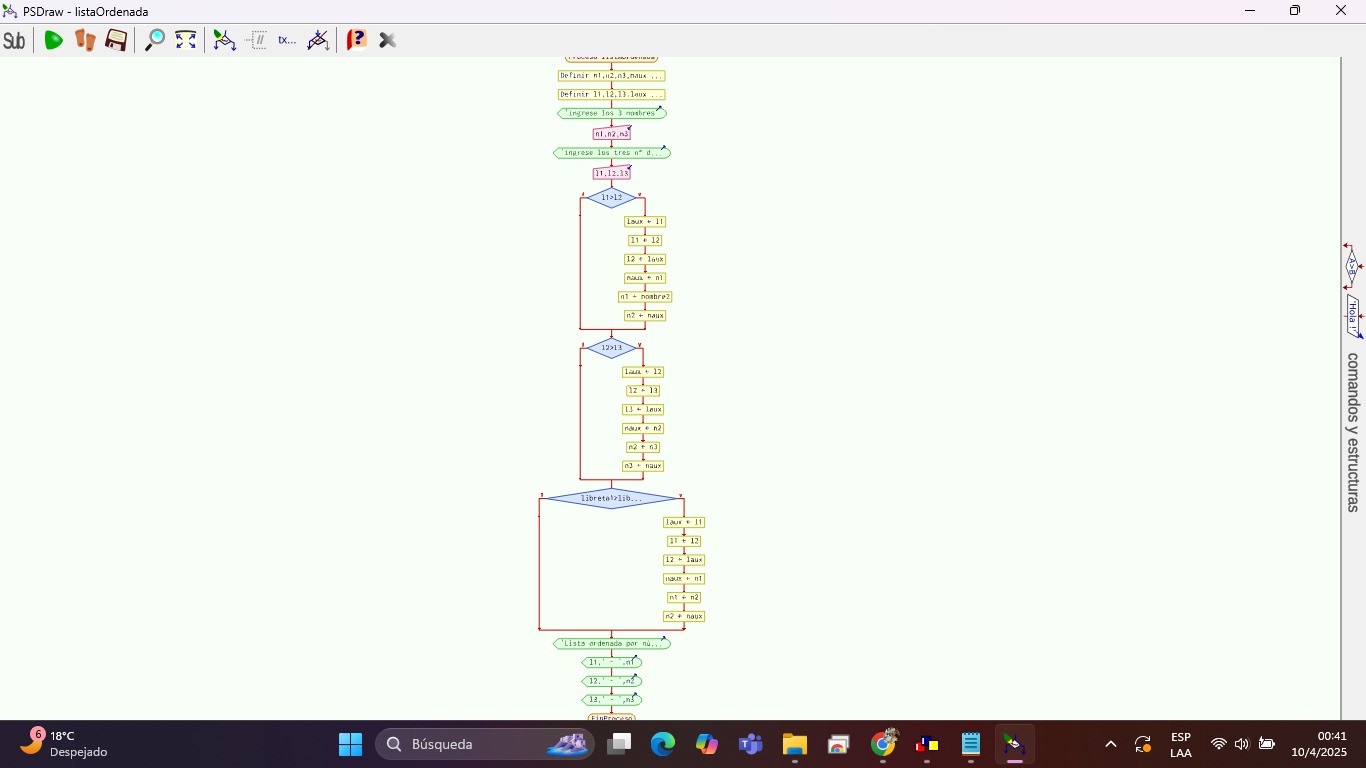 PSDraw - listaOrdenada
Sub
tx...
Proceso listaOrdenada
Definir n1,n2,n3,naux ...
Definir l1,l2,l3,laux ...
'ingrese los 3 nombres'
n1,n2,n3
'ingrese los tres n° d...
l1,l2,l3
l1>l2
F
V
laux ← l1
l1 ← l2
l2 ← laux
naux ← n1
n1 ← nombre2
n2 ← naux
l2>l3
F
V
laux ← l2
l2 ← l3
l3 ← laux
naux ← n2
n2 ← n3
n3 ← naux
libreta1>lib...
F
V
laux ← l1
l1 ← l2
l2 ← laux
naux ← n1
n1 ← n2
n2 ← naux
'Lista ordenada por nú...
l1,' - ',n1
l2,' - ',n2
l3,' - ',n3
FinProceso
A>B
'Hola !'
comandos y estructuras
6
18°C
Despejado
Búsqueda
ESP
LAA
00:41
10/4/2025